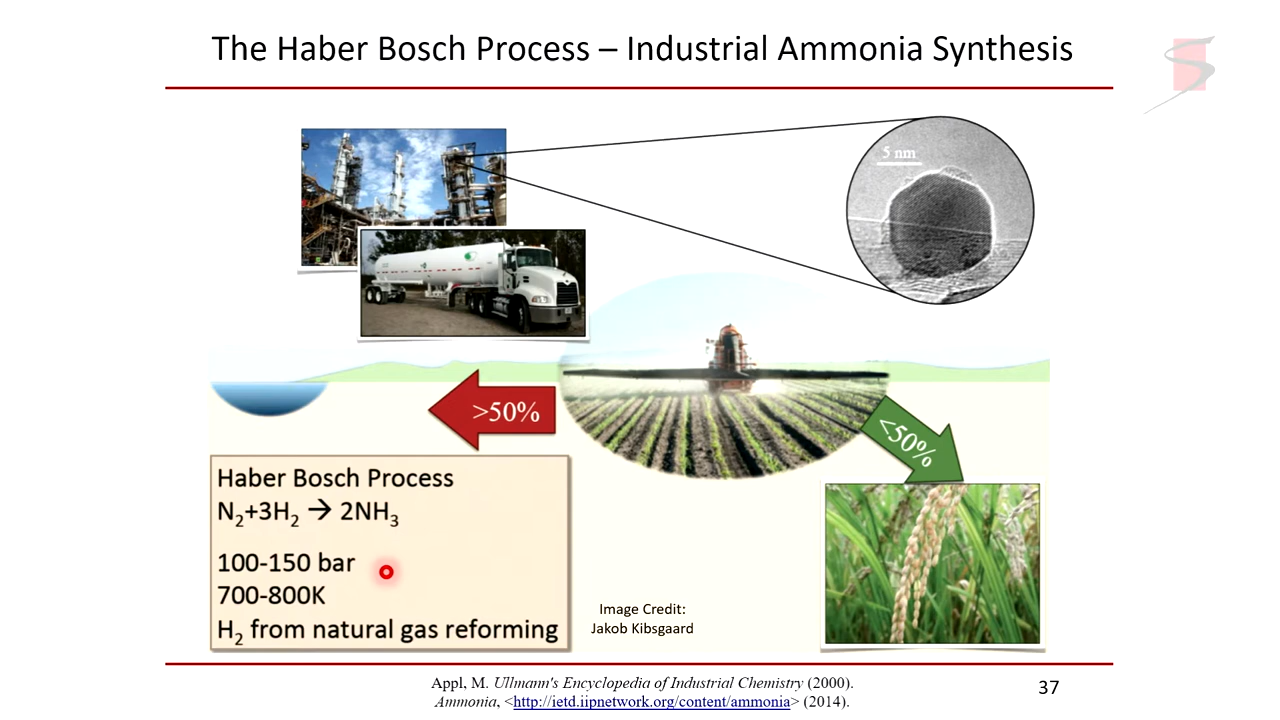 The Haber Bosch Process – Industrial Ammonia Synthesis
5 nm
>50%
<50%
Haber Bosch Process
N₂+3H₂ → 2NH₃
100-150 bar
700-800K
H₂ from natural gas reforming
Image Credit:
Jakob Kibsgaard
Appl, M. Ullmann's Encyclopedia of Industrial Chemistry (2000).
Ammonia, <http://ietd.iipnetwork.org/content/ammonia> (2014).
37